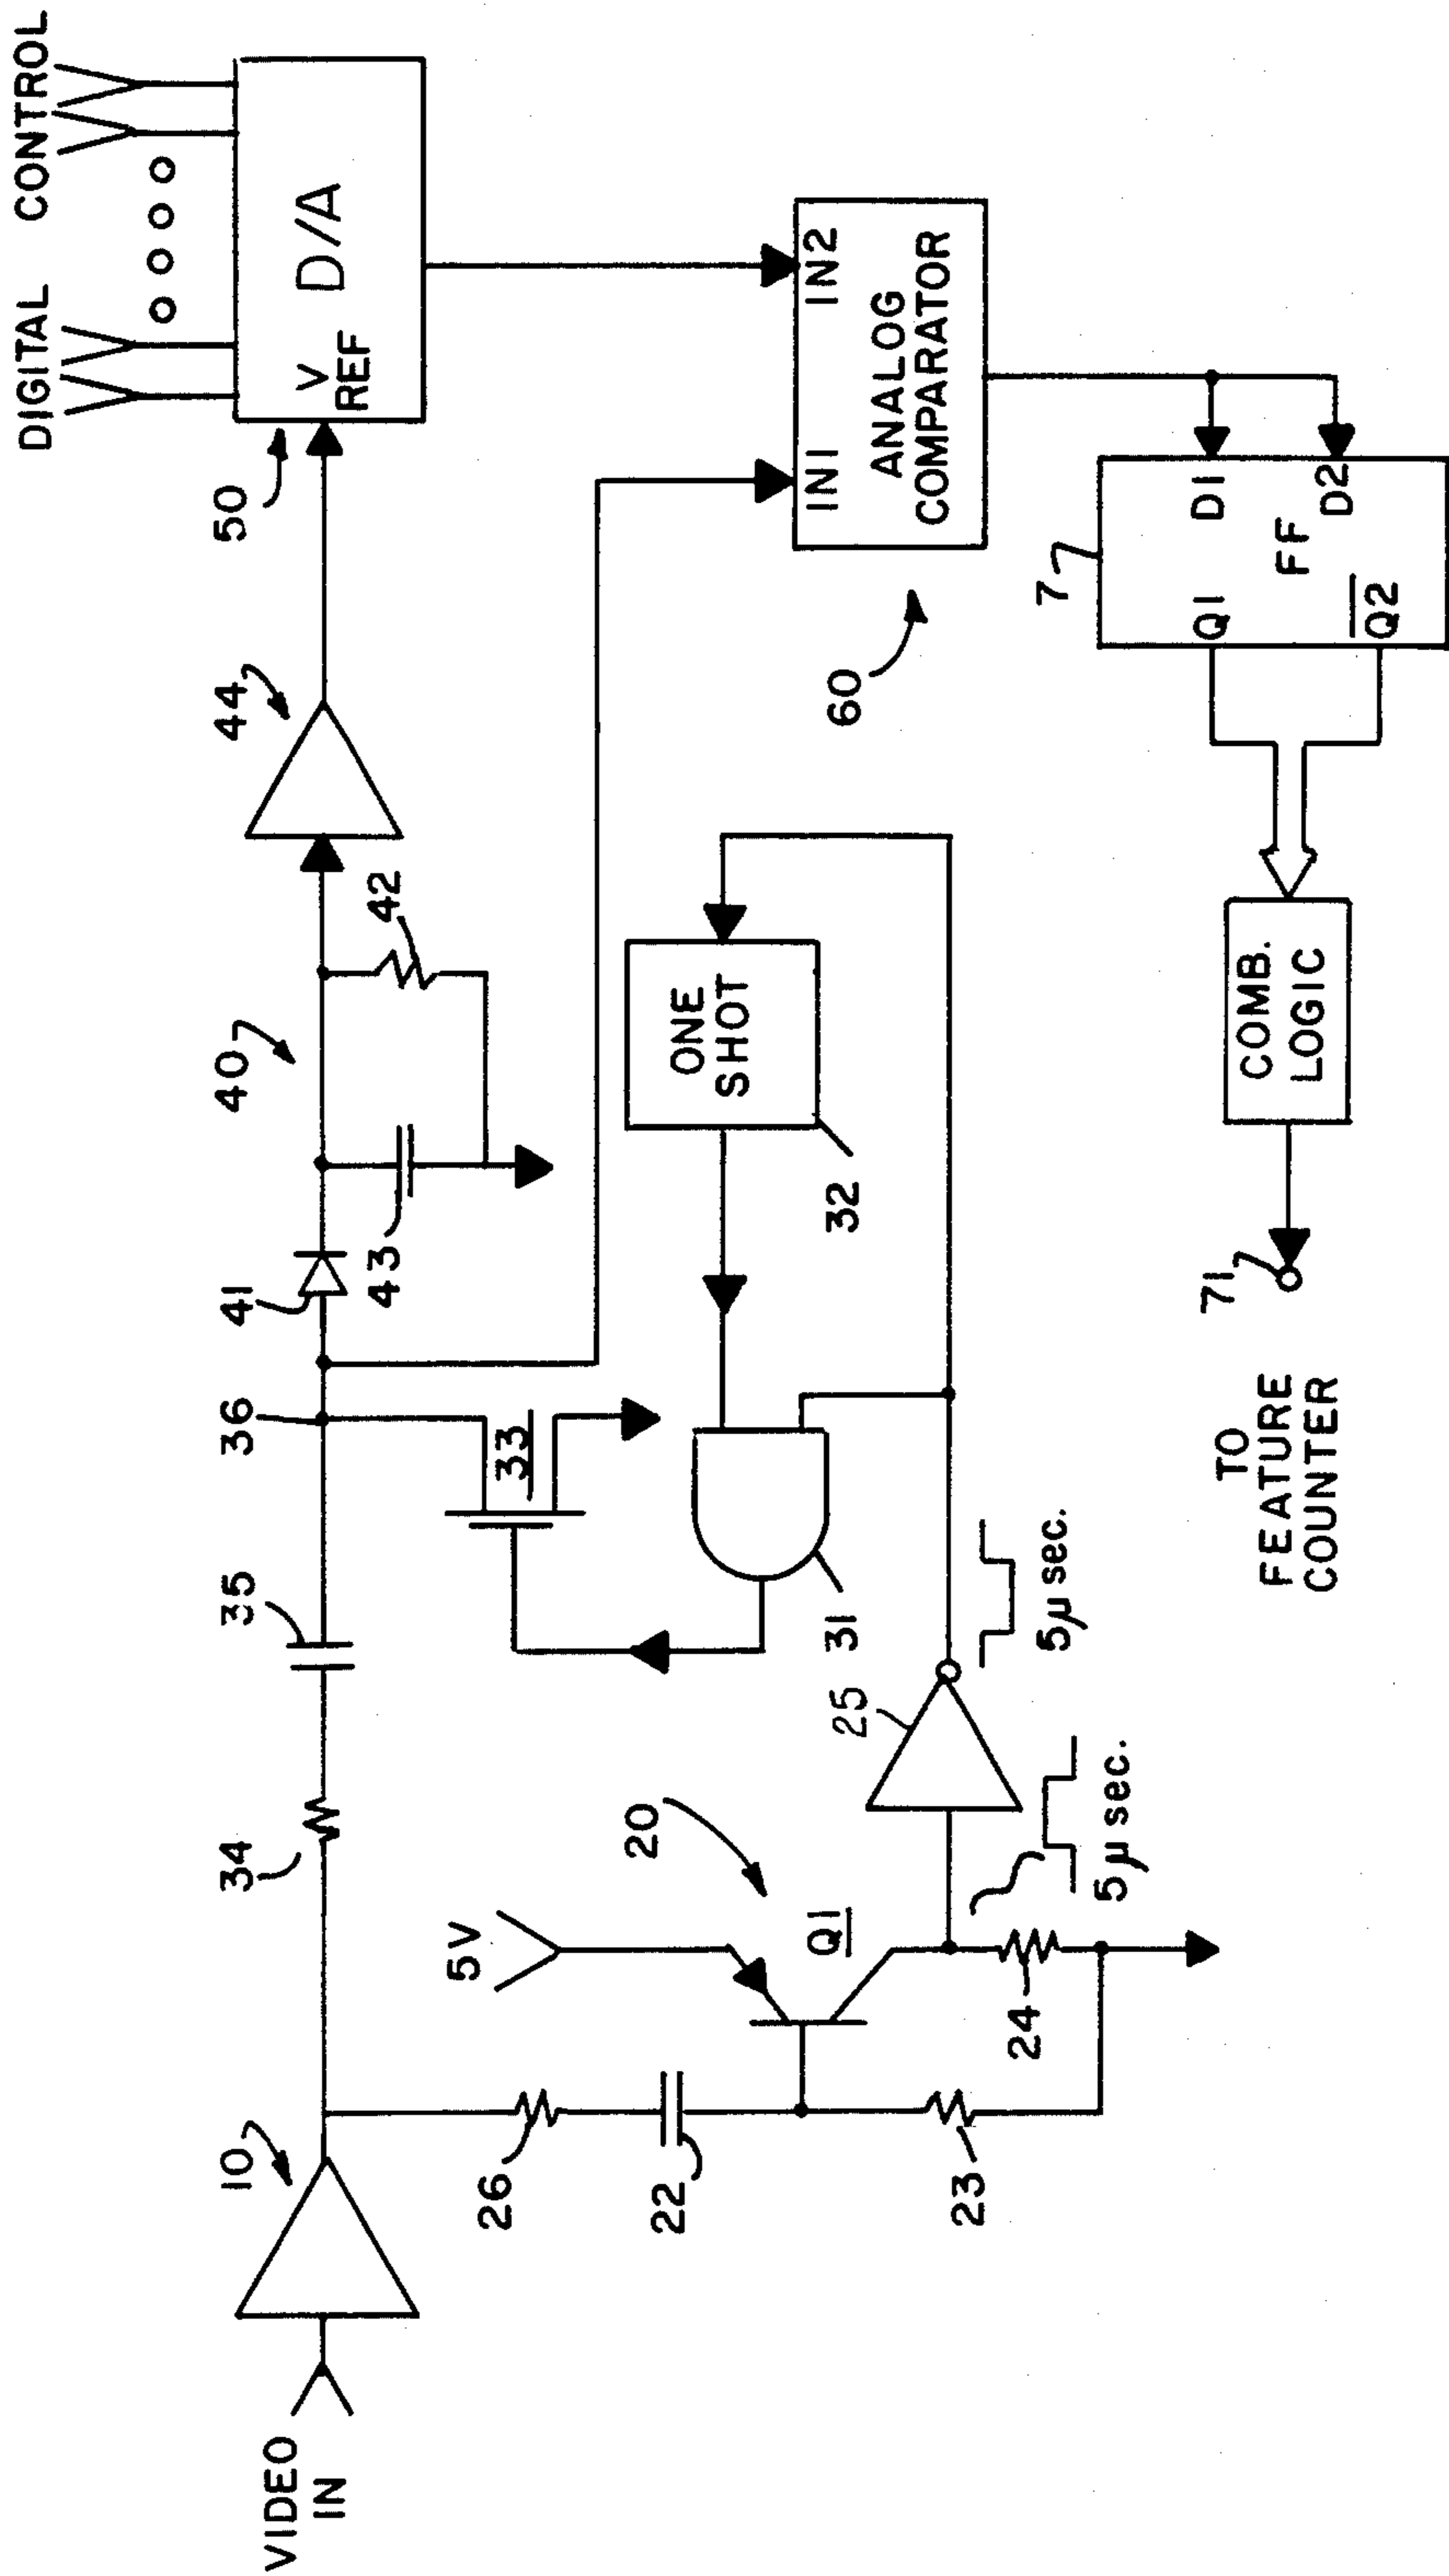 DIGITAL CONTROL
50
V
REF
D/A
44
40
42
41
43
36
35
34
10
VIDEO
IN
IN1
IN2
ANALOG
COMPARATOR
60
ONE
SHOT
32
33
31
25
5μ sec.
5μ sec.
20
5V
Q1
26
22
23
24
7
D1
D2
FF
Q1
Q2
COMB.
LOGIC
71
TO
FEATURE
COUNTER